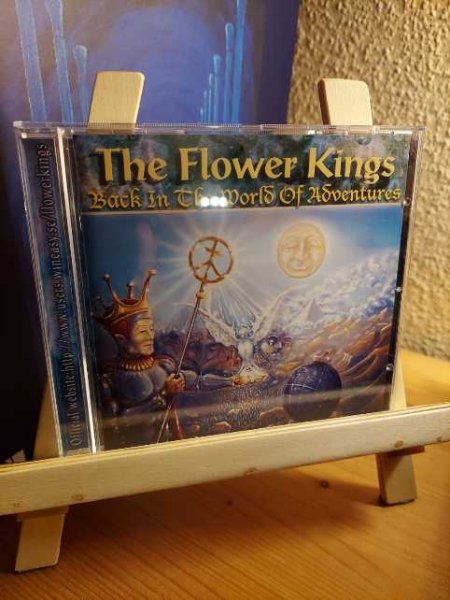 The Flower Kings
Back In The World Of Adventures
Official website: http://www.users.wineasy.se/flowerkings